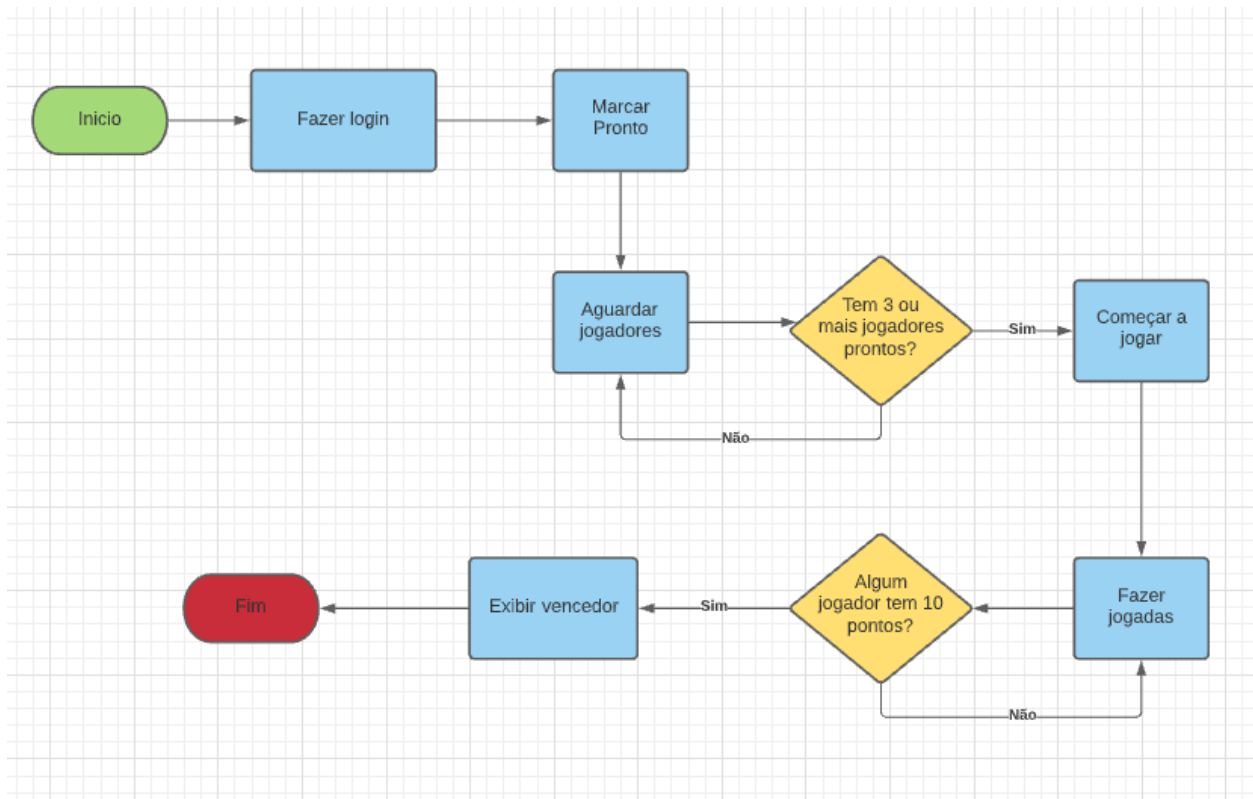 Inicio
Fazer login
Marcar
Pronto
Aguardar
jogadores
Tem 3 ou
mais jogadores
prontos?
Sim
Começar a
jogar
Não
Fazer
jogadas
Algum
jogador tem 10
pontos?
Não
Sim
Exibir vencedor
Fim